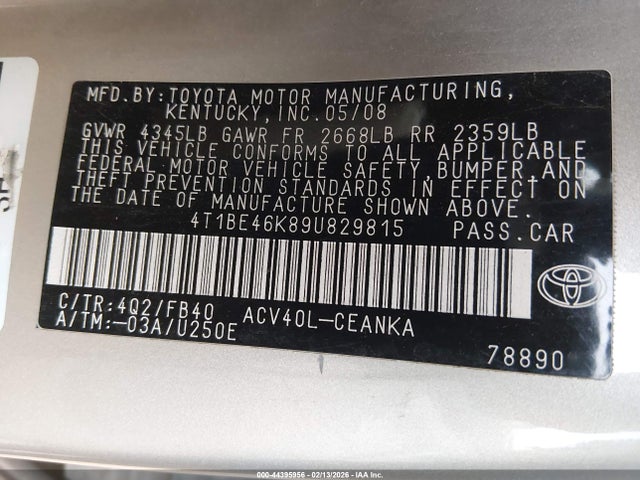 MFD.BY:TOYOTA MOTOR MANUFACTURING,
KENTUCKY,INC.05/08
GVWR 4345LB GAWR FR 2668LB RR 2359LB
THIS VEHICLE CONFORMS TO ALL APPLICABLE
FEDERAL MOTOR VEHICLE SAFETY,BUMPER,AND
THEFT PREVENTION STANDARDS IN EFFECT ON
THE DATE OF MANUFACTURE SHOWN ABOVE.
4T1BE46K89U829815 PASS.CAR
C/TR:4Q2/FB40 ACV40L-CEANKA
A/TM:-03A/U250E
78890
000-44395956 - 02/13/2026 - IAAI, Inc.